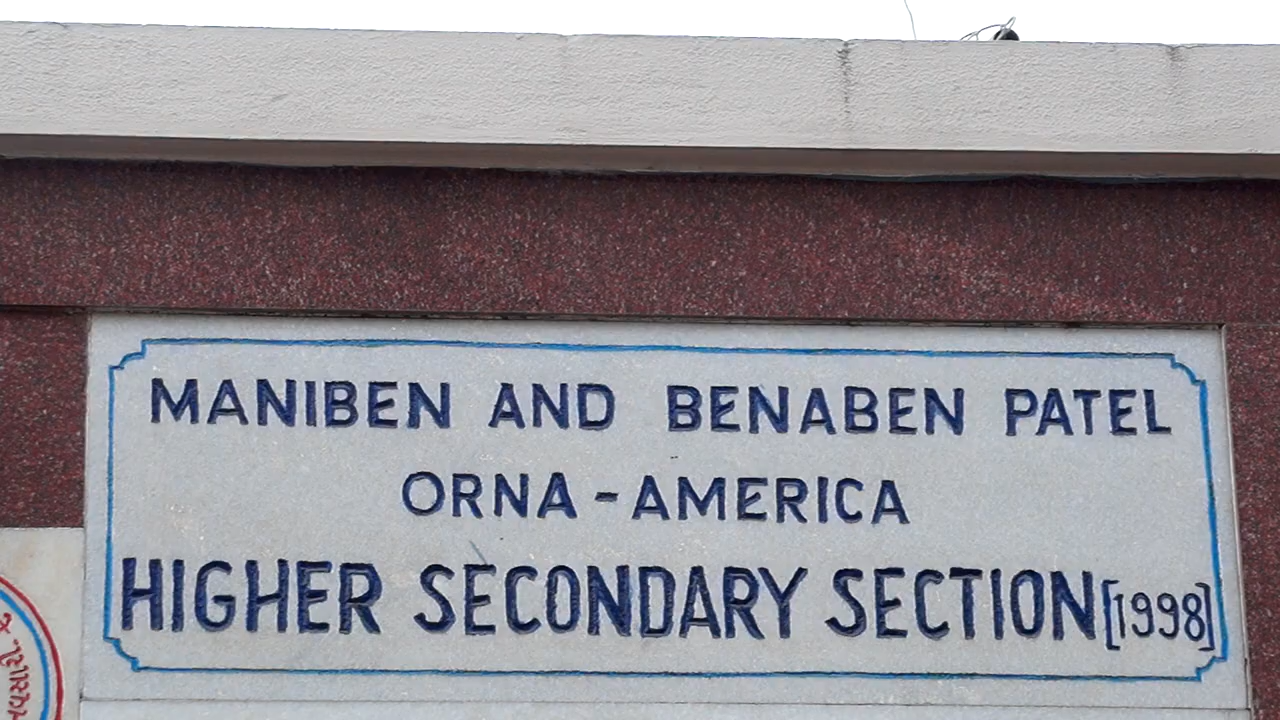 MANIBEN AND BENABEN PATEL
ORNA-AMERICA
HIGHER SECONDARY SECTION [1998]